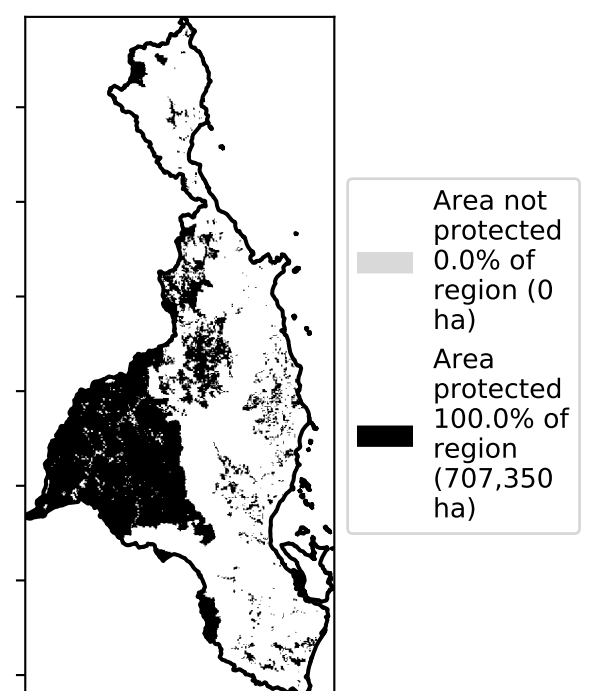 Area not
protected
0.0% of
region (0
ha)
Area
protected
100.0% of
region
(707,350
ha)